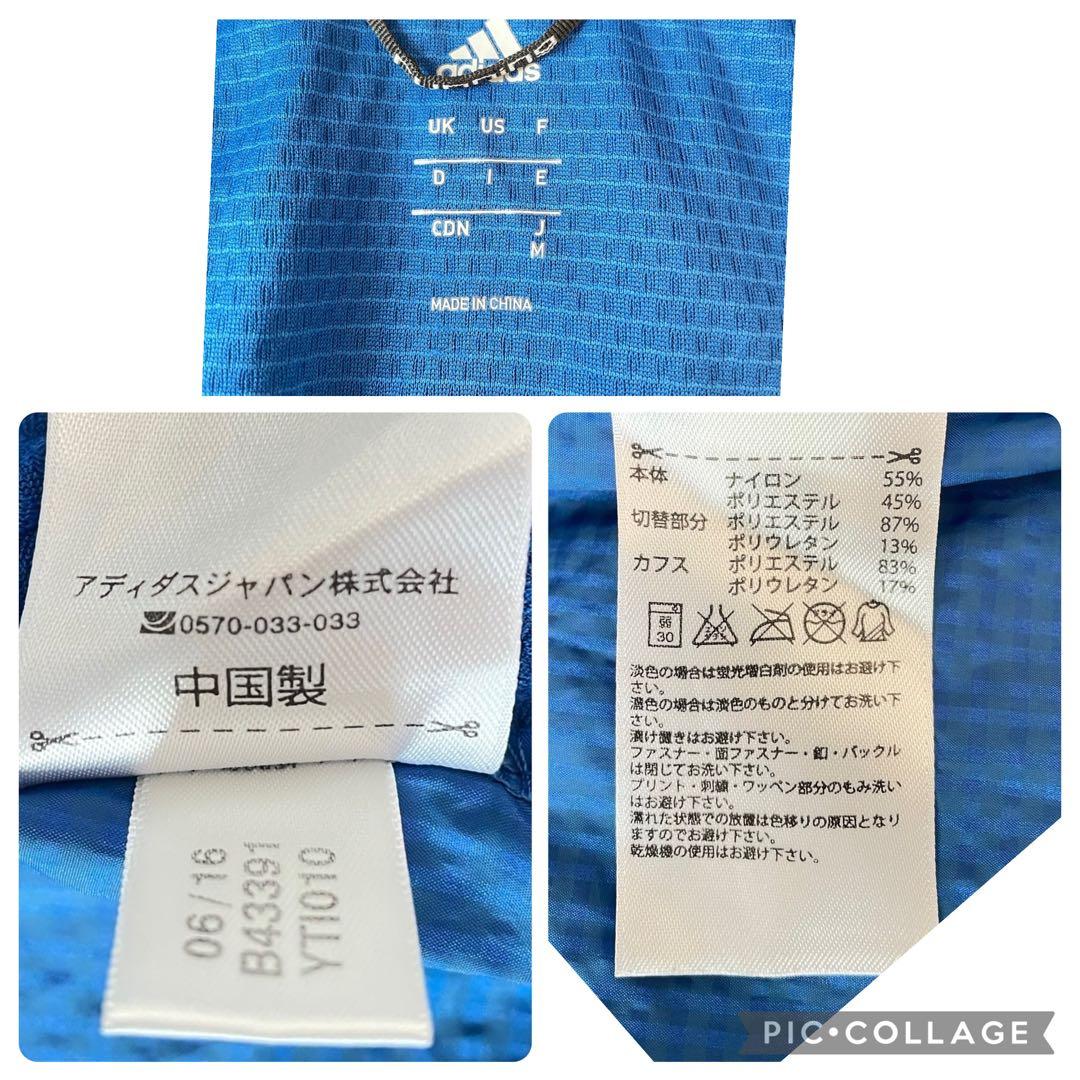 adidas
UK US F
D I E
CDN J
M
MADE IN CHINA
アディダスジャパン株式会社
0570-033-033
中国製
06/16
B43391
YTI010
本体 ナイロン 55%
ポリエステル 45%
切替部分 ポリエステル 87%
ポリウレタン 13%
カフス ポリエステル 83%
ポリウレタン 17%
弱
30
淡色の場合は蛍光増白剤の使用はお避け下
さい。
濃色の場合は淡色のものと分けてお洗い下
さい。
漬け置きはお避け下さい。
ファスナー・面ファスナー・釦・バックル
は閉じてお洗い下さい。
プリント・刺繍・ワッペン部分のもみ洗い
はお避け下さい。
濡れた状態での放置は色移りの原因となり
ますのでお避け下さい。
乾燥機の使用はお避け下さい。
PIC•COLLAGE